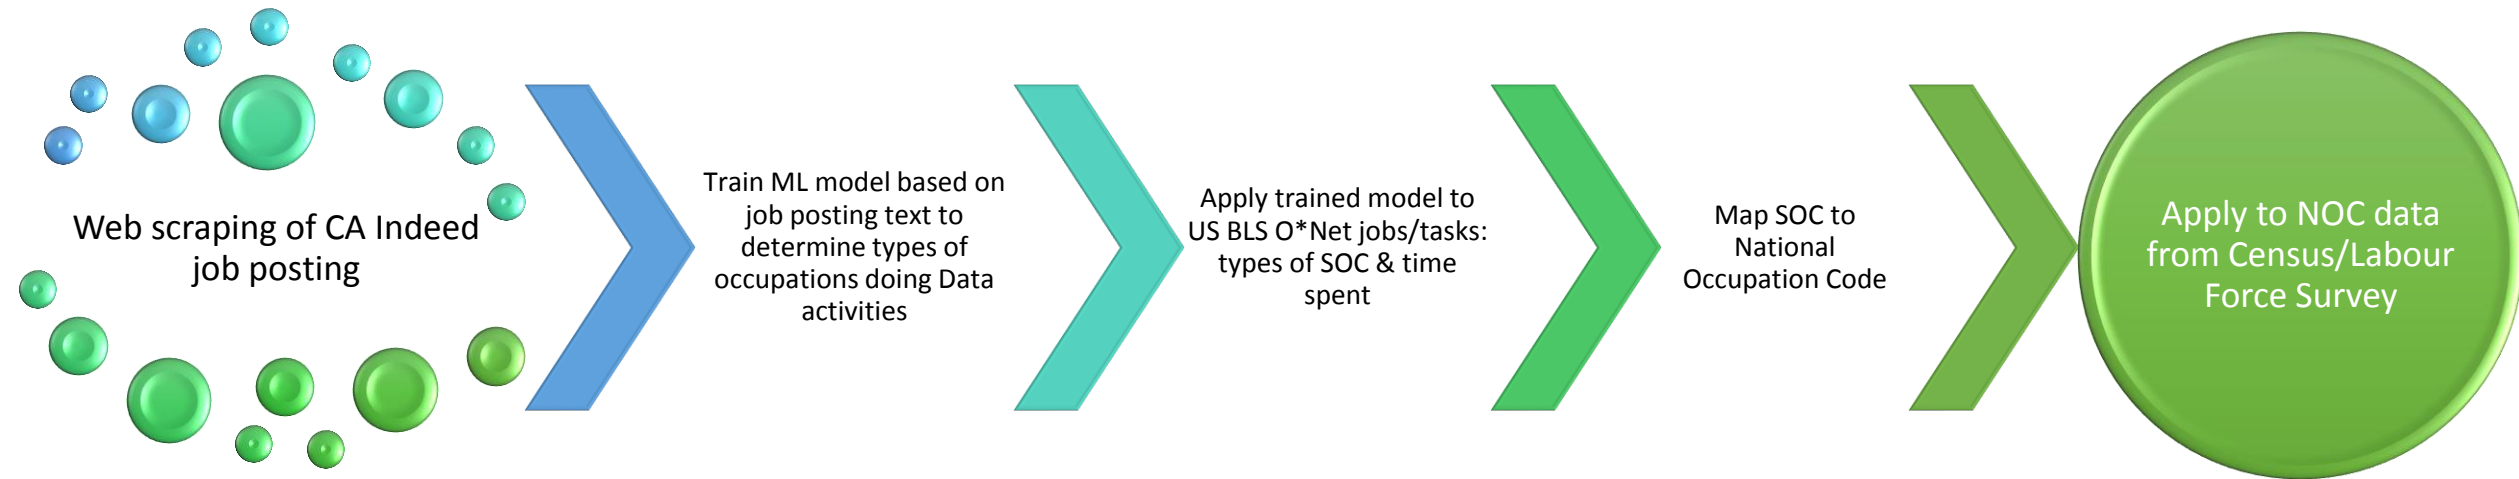 Web scraping of CA Indeed
job posting
Train ML model based on
job posting text to
determine types of
occupations doing Data
activities
Apply trained model to
US BLS O*Net jobs/tasks:
types of SOC & time
spent
Map SOC to
National
Occupation Code
Apply to NOC data
from Census/Labour
Force Survey